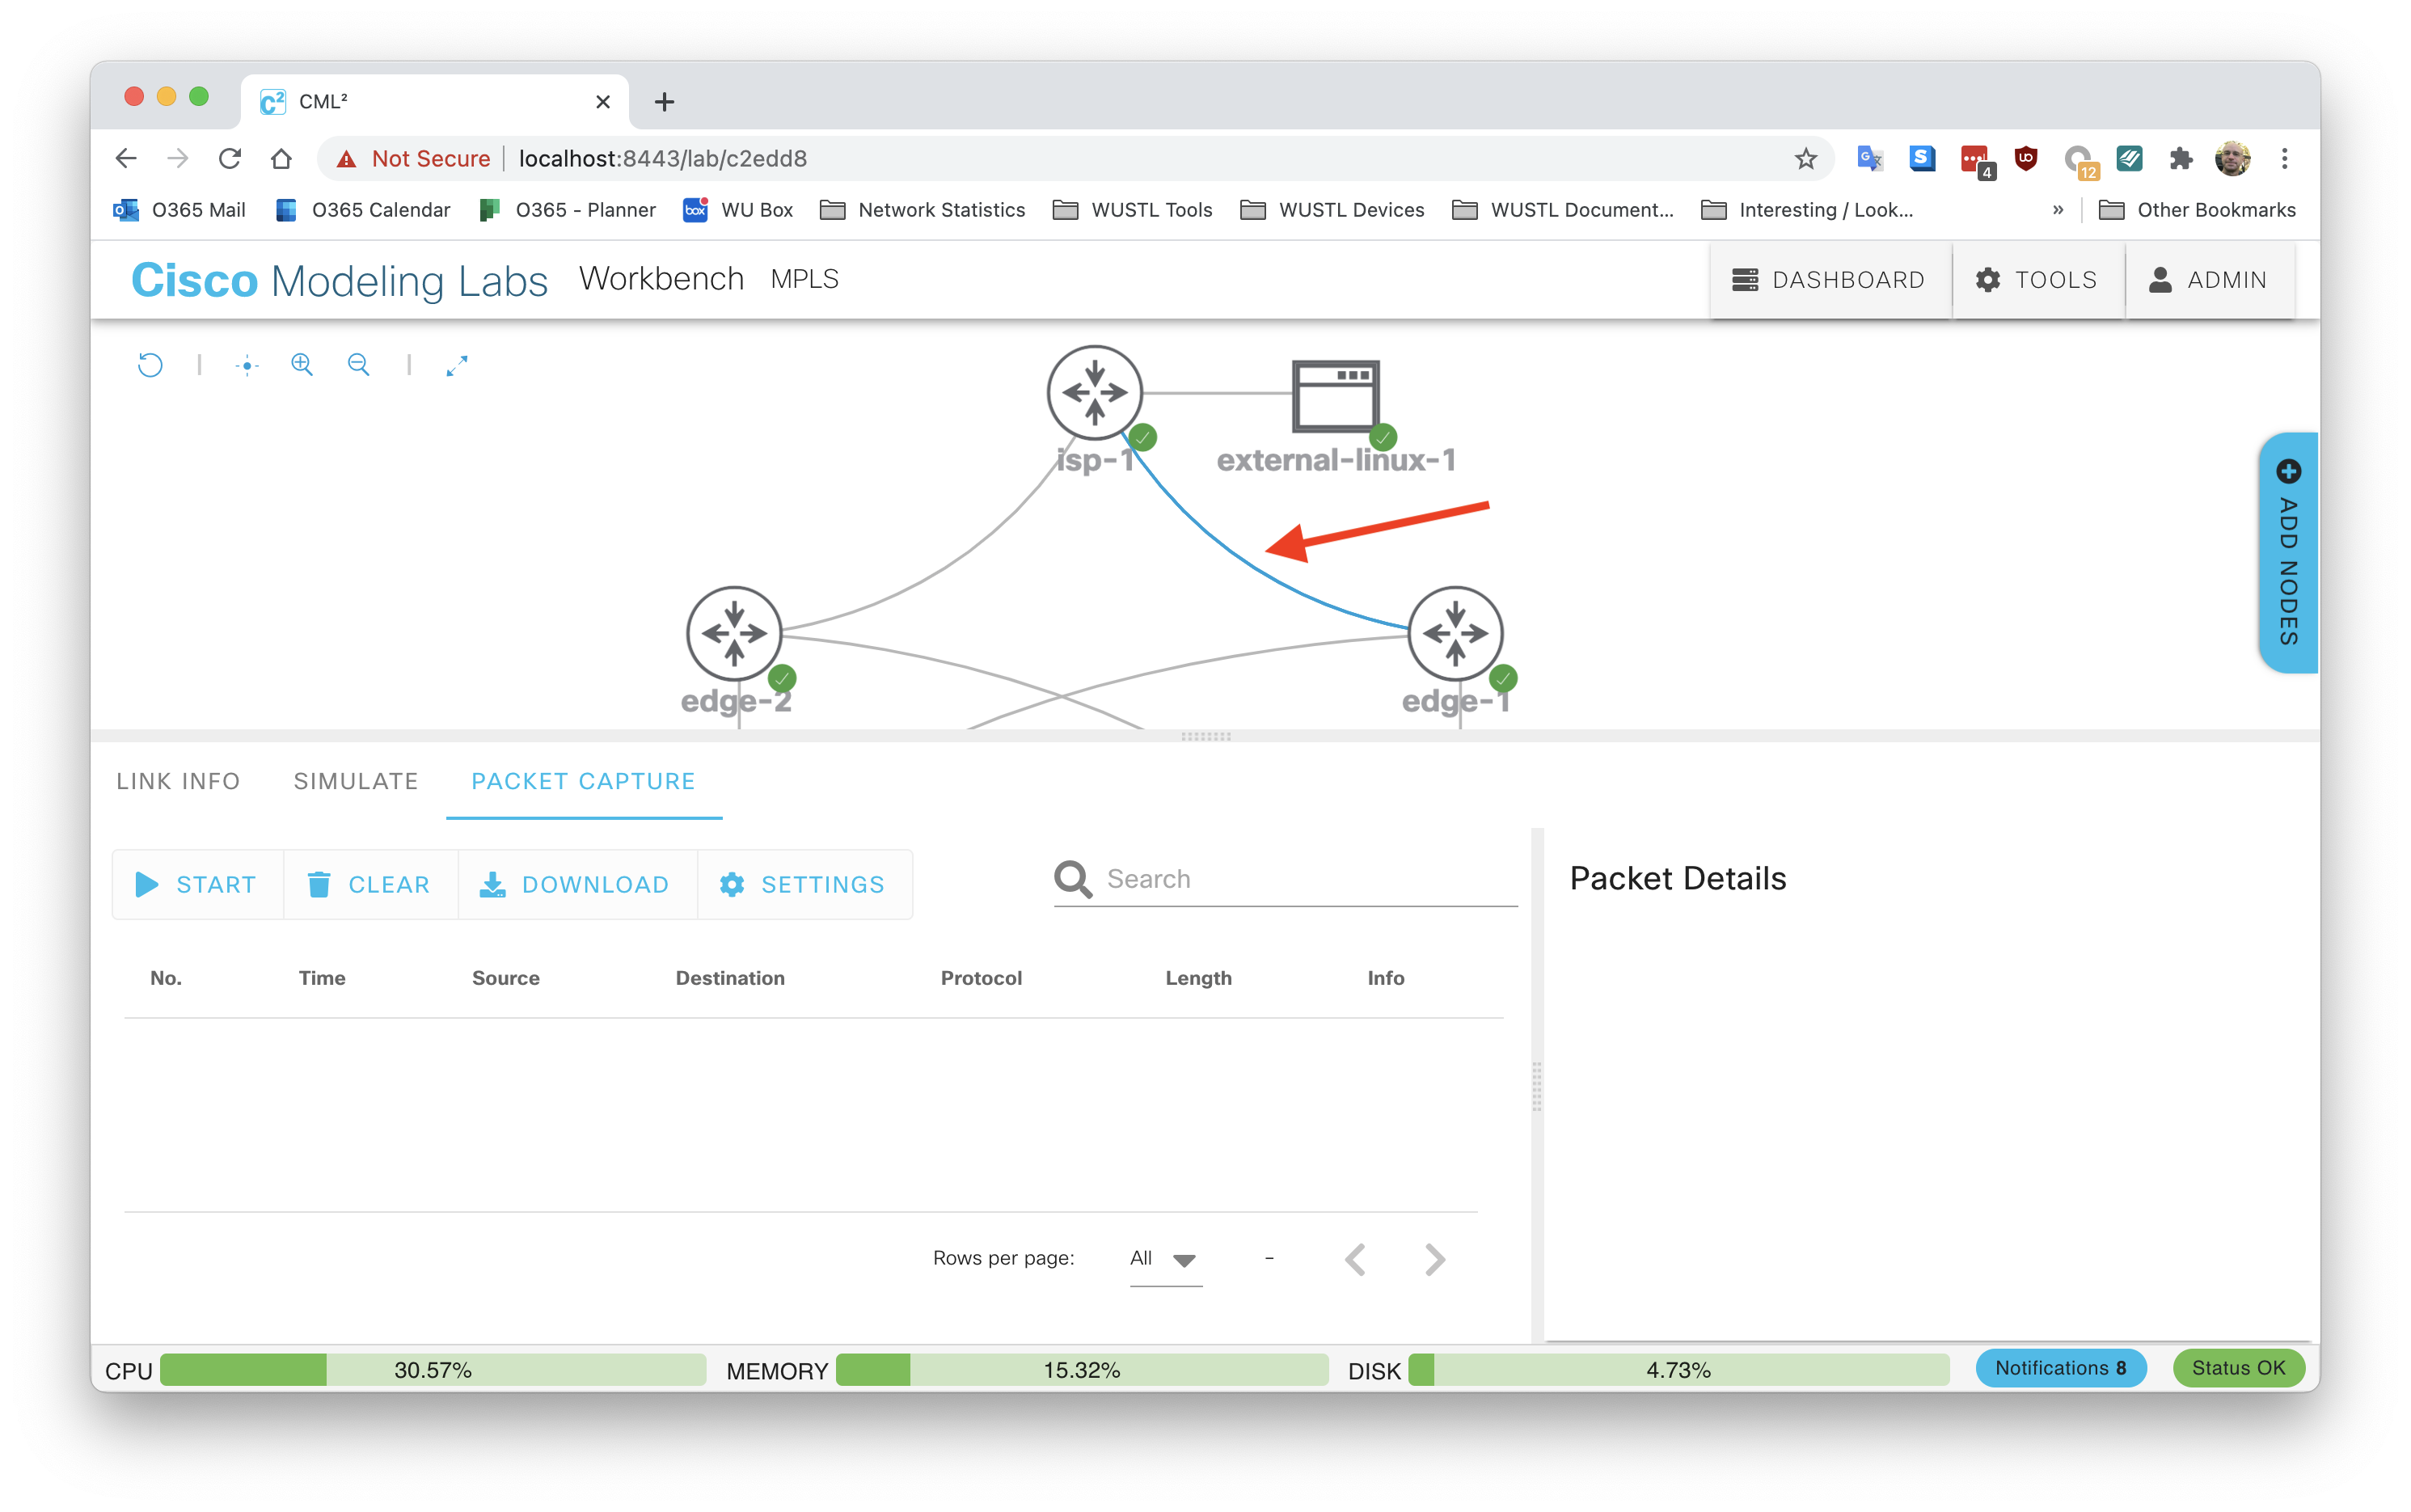 CML²
Not Secure localhost:8443/lab/c2edd8
4
12
O365 Mail O365 Calendar O365 - Planner WU Box Network Statistics WUSTL Tools WUSTL Devices WUSTL Document... Interesting / Look... » Other Bookmarks
Cisco Modeling Labs Workbench MPLS DASHBOARD TOOLS ADMIN
isp-1 external-linux-1
ADD NODES
edge-2 edge-1
LINK INFO SIMULATE PACKET CAPTURE
START CLEAR DOWNLOAD SETTINGS Search Packet Details
No. Time Source Destination Protocol Length Info
Rows per page: All -
CPU 30.57% MEMORY 15.32% DISK 4.73% Notifications 8 Status OK